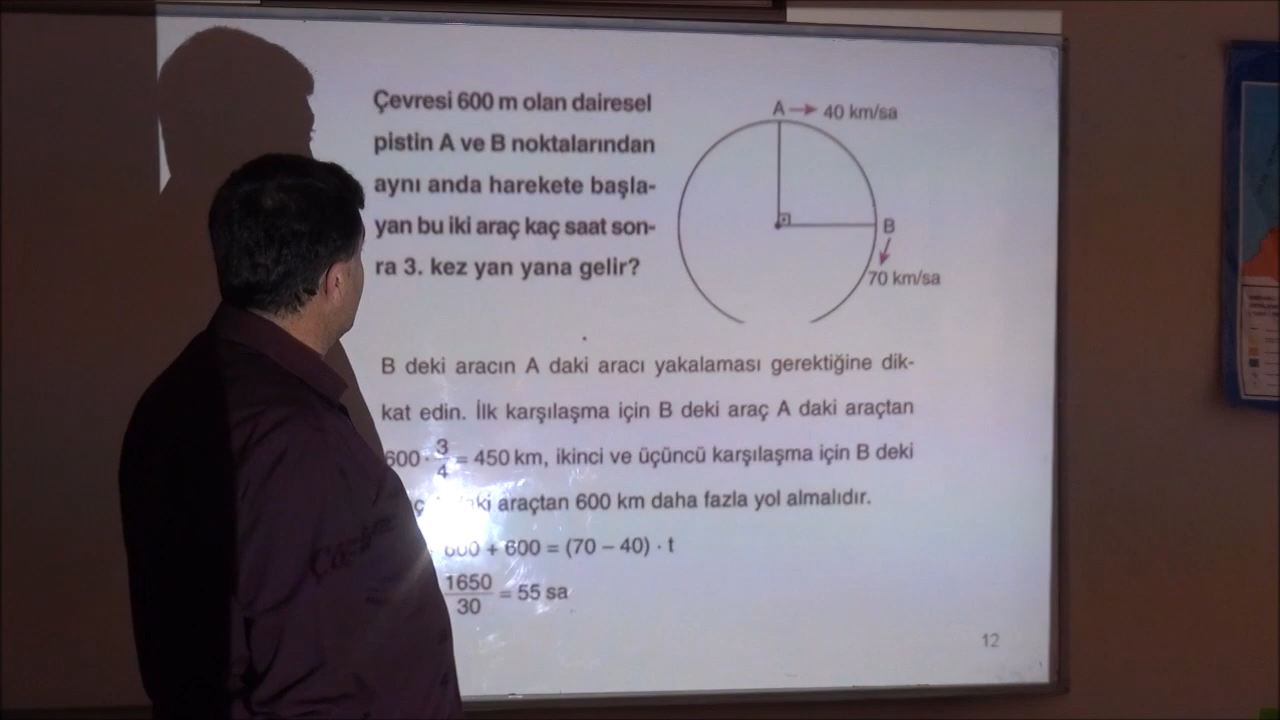 Çevresi 600 m olan dairesel
pistin A ve B noktalarından
aynı anda harekete başla-
yan bu iki araç kaç saat son-
ra 3. kez yan yana gelir?
A → 40 km/sa
B
70 km/sa
B deki aracın A daki aracı yakalaması gerektiğine dik-
kat edin. İlk karşılaşma için B deki araç A daki araçtan
600 · 3/4 = 450 km, ikinci ve üçüncü karşılaşma için B deki
araçtan 600 km daha fazla yol almalıdır.
600 + 600 = (70 – 40) · t
1650/30 = 55 sa
12